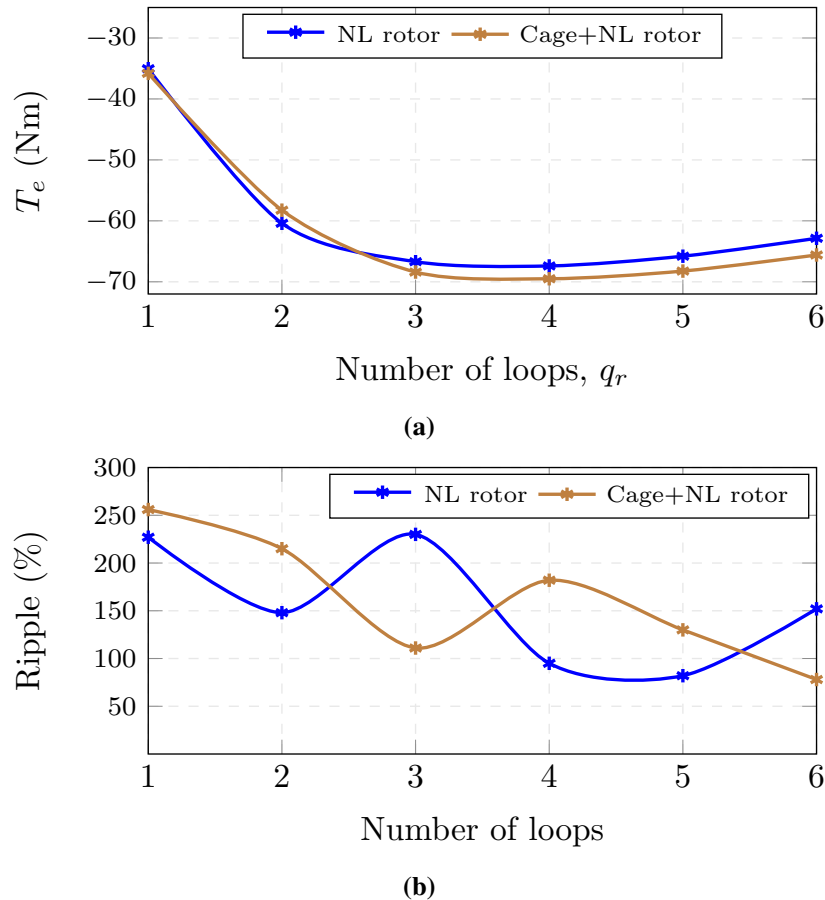 NL rotor Cage+NL rotor
−30
−40
−50
−60
−70
T_e (Nm)
1 2 3 4 5 6
Number of loops, q_r
(a)
NL rotor Cage+NL rotor
300
250
200
150
100
50
Ripple (%)
1 2 3 4 5 6
Number of loops
(b)